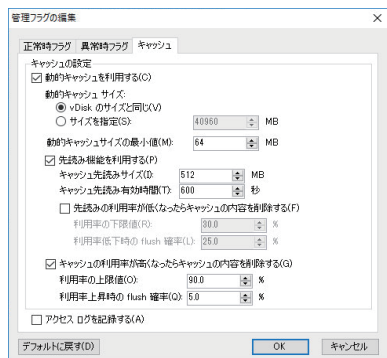 管理フラグの編集
正常時フラグ 異常時フラグ キャッシュ
キャッシュの設定
動的キャッシュを利用する(C)
動的キャッシュ サイズ:
vDisk のサイズと同じ(V)
サイズを指定(S): 40960 MB
動的キャッシュサイズの最小値(M): 64 MB
先読み機能を利用する(P)
キャッシュ先読みサイズ(I): 512 MB
キャッシュ先読み有効時間(T): 600 秒
先読みの利用率が低くなったらキャッシュの内容を削除する(F)
利用率の下限値(R): 30.0 %
利用率低下時の flush 確率(L): 25.0 %
キャッシュの利用率が高くなったらキャッシュの内容を削除する(G)
利用率の上限値(O): 90.0 %
利用率上昇時の flush 確率(Q): 5.0 %
アクセス ログを記録する(A)
デフォルトに戻す(D) OK キャンセル